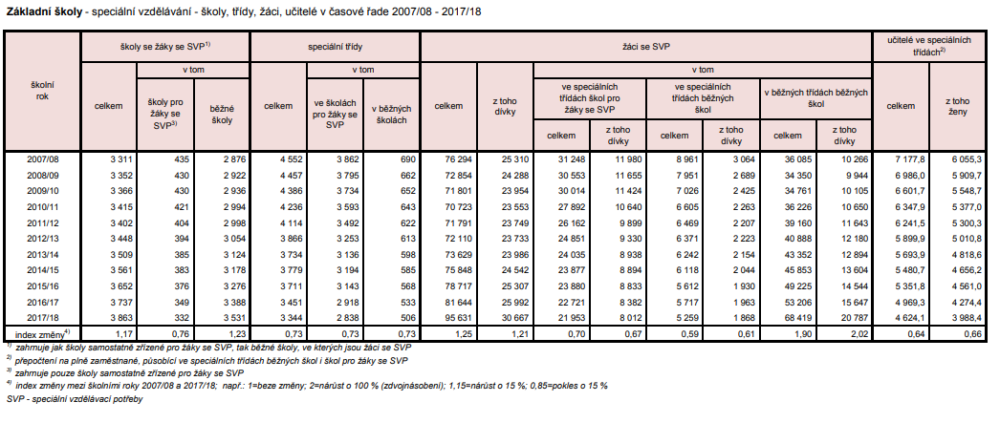 Základní školy - speciální vzdělávání - školy, třídy, žáci, učitelé v časové řade 2007/08 - 2017/18
školní rok
školy se žáky se SVP1)
speciální třídy
žáci se SVP
učitelé ve speciálních třídách2)
celkem
v tom
školy pro žáky se SVP3)
běžné školy
celkem
v tom
ve školách pro žáky se SVP
v běžných školách
celkem
z toho dívky
v tom
ve speciálních třídách škol pro žáky se SVP
ve speciálních třídách běžných škol
v běžných třídách běžných škol
celkem
z toho dívky
celkem
z toho dívky
celkem
z toho dívky
celkem
z toho ženy
2007/08 3 311 435 2 876 4 552 3 862 690 76 294 25 310 31 248 11 980 8 961 3 064 36 085 10 266 7 177,8 6 055,3
2008/09 3 352 430 2 922 4 457 3 795 662 72 854 24 288 30 553 11 655 7 951 2 689 34 350 9 944 6 986,0 5 909,7
2009/10 3 366 430 2 936 4 386 3 734 652 71 801 23 954 30 014 11 424 7 026 2 425 34 761 10 105 6 601,7 5 548,7
2010/11 3 415 421 2 994 4 236 3 593 643 70 723 23 553 27 892 10 640 6 605 2 263 36 226 10 650 6 347,9 5 377,0
2011/12 3 402 404 2 998 4 114 3 492 622 71 791 23 749 26 162 9 899 6 469 2 207 39 160 11 643 6 241,5 5 300,3
2012/13 3 448 394 3 054 3 866 3 253 613 72 110 23 733 24 851 9 330 6 371 2 223 40 888 12 180 5 899,9 5 010,8
2013/14 3 509 385 3 124 3 734 3 136 598 73 629 23 986 24 035 8 938 6 242 2 154 43 352 12 894 5 693,9 4 818,6
2014/15 3 561 383 3 178 3 779 3 194 585 75 848 24 542 23 877 8 894 6 118 2 044 45 853 13 604 5 480,7 4 656,2
2015/16 3 652 376 3 276 3 711 3 143 568 78 717 25 307 23 880 8 833 5 612 1 930 49 225 14 544 5 351,8 4 561,0
2016/17 3 737 349 3 388 3 451 2 918 533 81 644 25 992 22 721 8 382 5 717 1 963 53 206 15 647 4 969,3 4 274,4
2017/18 3 863 332 3 531 3 344 2 838 506 95 631 30 667 21 953 8 012 5 259 1 868 68 419 20 787 4 624,1 3 988,4
index změny4) 1,17 0,76 1,23 0,73 0,73 0,73 1,25 1,21 0,70 0,67 0,59 0,61 1,90 2,02 0,64 0,66
1) zahrnuje jak školy samostatně zřízené pro žáky se SVP, tak běžné školy, ve kterých jsou žáci se SVP
2) přepočtení na plně zaměstnané, působící ve speciálních třídách běžných škol i škol pro žáky se SVP
3) zahrnuje pouze školy samostatně zřízené pro žáky se SVP
4) index změny mezi školními roky 2007/08 a 2017/18; např.: 1=beze změny; 2=nárůst o 100 % (zdvojnásobení); 1,15=nárůst o 15 %; 0,85=pokles o 15 %
SVP - speciální vzdělávací potřeby